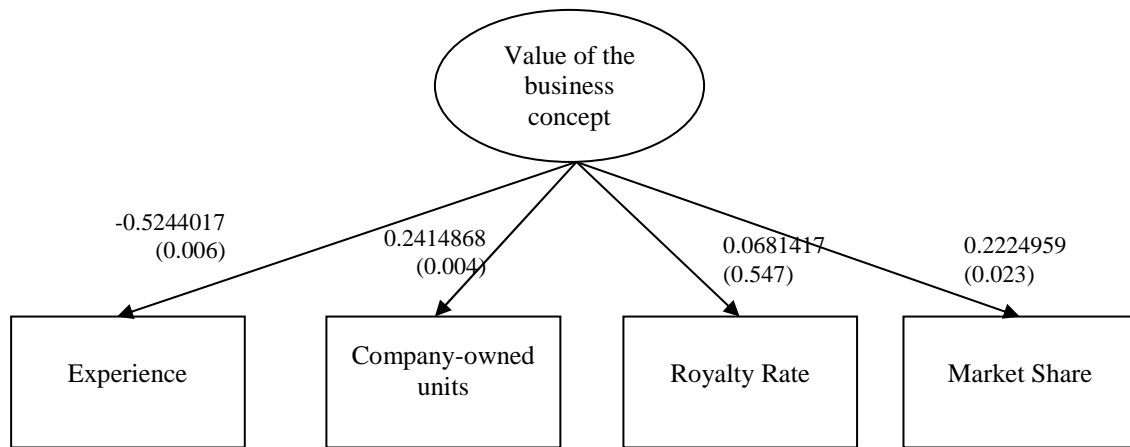 Value of the
business
concept
-0.5244017
(0.006)
0.2414868
(0.004)
0.0681417
(0.547)
0.2224959
(0.023)
Experience
Company-owned
units
Royalty Rate
Market Share